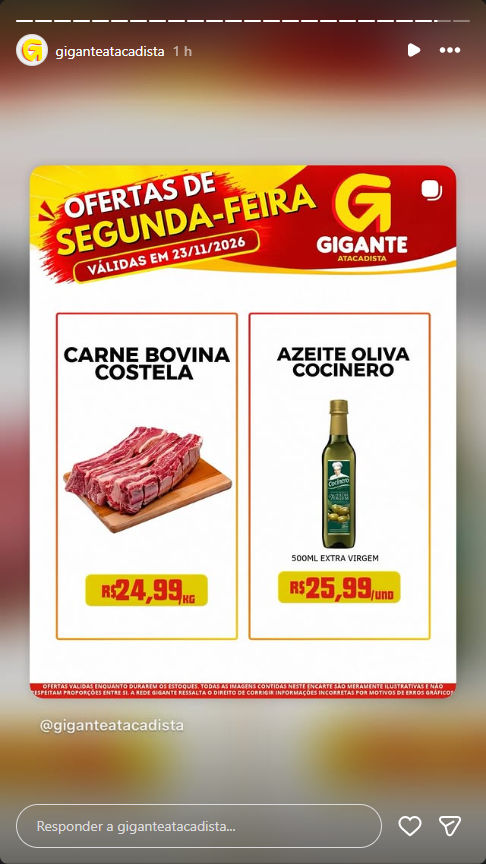 giganteatacadista 1 h
OFERTAS DE
SEGUNDA-FEIRA
VÁLIDAS EM 23/11/2026
G
GIGANTE
ATACADISTA
CARNE BOVINA
COSTELA
R$24,99/KG
AZEITE OLIVA
COCINERO
Cocinero
500ML EXTRA VIRGEM
R$25,99/UND
OFERTAS VÁLIDAS ENQUANTO DURAREM OS ESTOQUES. TODAS AS IMAGENS CONTIDAS NESTE ENCARTE SÃO MERAMENTE ILUSTRATIVAS E NÃO
RESPEITAM PROPORÇÕES ENTRE SI. A REDE GIGANTE RESSALTA O DIREITO DE CORRIGIR INFORMAÇÕES INCORRETAS POR MOTIVOS DE ERROS GRÁFICOS
@giganteatacadista
Responder a giganteatacadista...